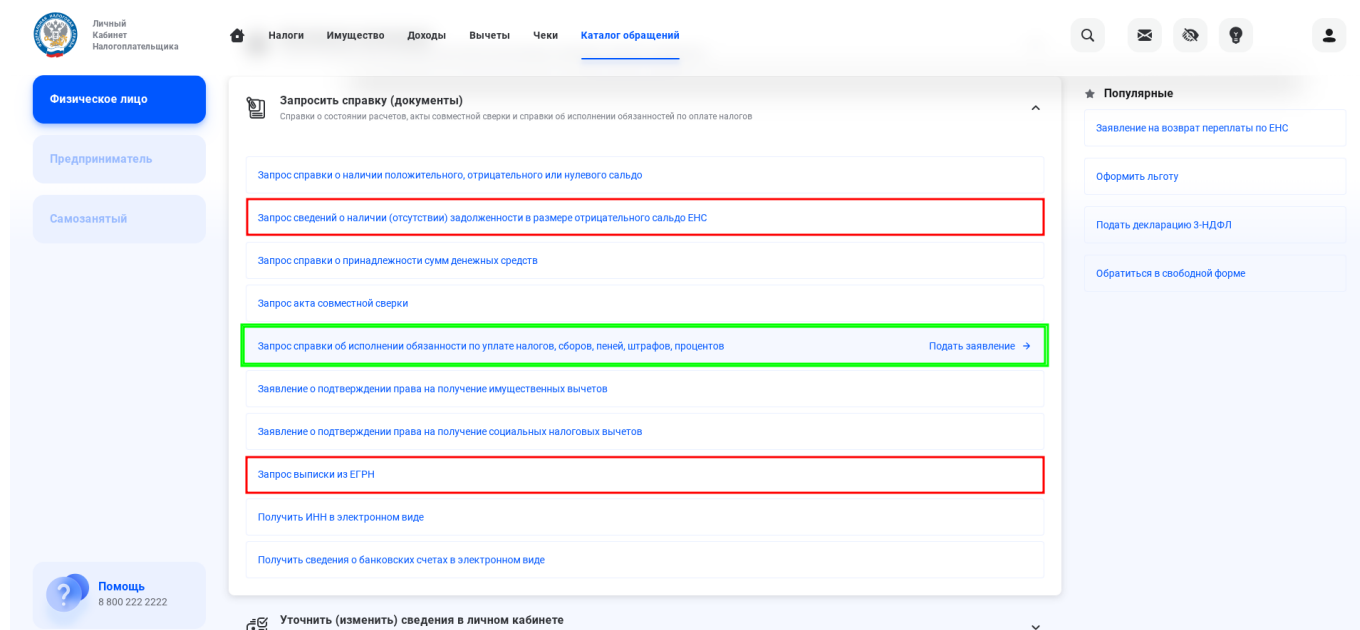 Личный
Кабинет
Налогоплательщика
Налоги Имущество Доходы Вычеты Чеки Каталог обращений
Физическое лицо
Предприниматель
Самозанятый
Запросить справку (документы)
Справки о состоянии расчетов, акты совместной сверки и справки об исполнении обязанностей по оплате налогов
Запрос справки о наличии положительного, отрицательного или нулевого сальдо
Запрос сведений о наличии (отсутствии) задолженности в размере отрицательного сальдо ЕНС
Запрос справки о принадлежности сумм денежных средств
Запрос акта совместной сверки
Запрос справки об исполнении обязанности по уплате налогов, сборов, пеней, штрафов, процентов Подать заявление →
Заявление о подтверждении права на получение имущественных вычетов
Заявление о подтверждении права на получение социальных налоговых вычетов
Запрос выписки из ЕГРН
Получить ИНН в электронном виде
Получить сведения о банковских счетах в электронном виде
Уточнить (изменить) сведения в личном кабинете
Популярные
Заявление на возврат переплаты по ЕНС
Оформить льготу
Подать декларацию 3-НДФЛ
Обратиться в свободной форме
?
Помощь
8 800 222 2222